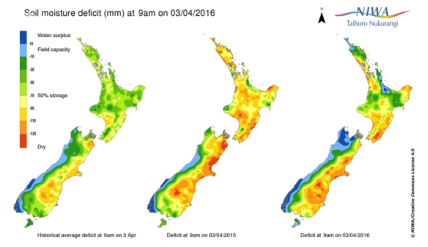 Soil moisture deficit (mm) at 9am on 03/04/2016
NIWA
Taihoro Nukurangi
Water surplus
Field capacity
50% storage
Dry
Historical average deficit at 9am on 3 Apr
Deficit at 9am on 03/04/2015
Deficit at 9am on 03/04/2016
© NIWA/Creative Commons License 4.0